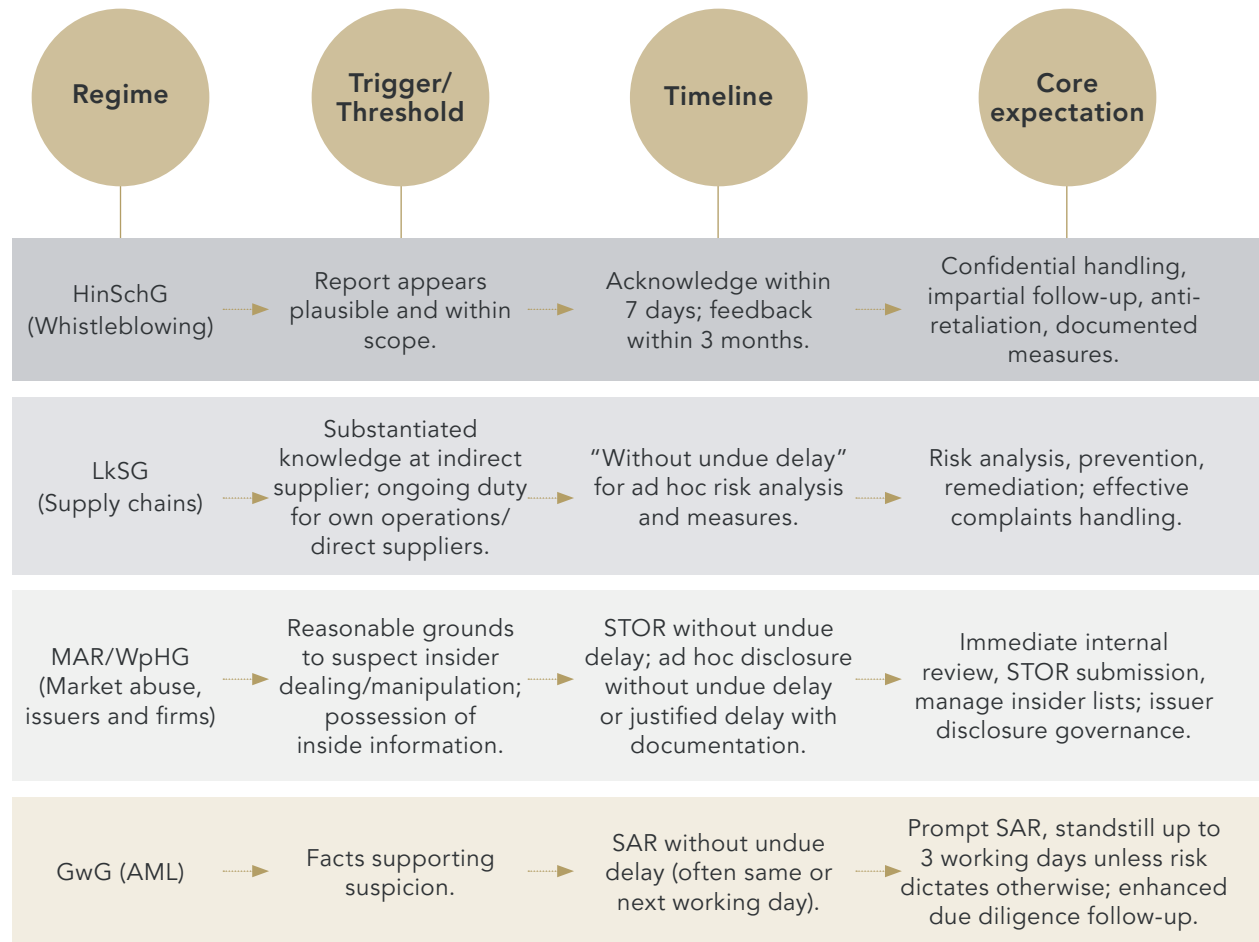 Regime
Trigger/
Threshold
Timeline
Core
expectation
HinSchG
(Whistleblowing)
Report appears
plausible and within
scope.
Acknowledge within
7 days; feedback
within 3 months.
Confidential handling,
impartial follow-up, anti-
retaliation, documented
measures.
LkSG
(Supply chains)
Substantiated
knowledge at indirect
supplier; ongoing duty
for own operations/
direct suppliers.
“Without undue delay”
for ad hoc risk analysis
and measures.
Risk analysis, prevention,
remediation; effective
complaints handling.
MAR/WpHG
(Market abuse,
issuers and firms)
Reasonable grounds
to suspect insider
dealing/manipulation;
possession of
inside information.
STOR without undue
delay; ad hoc disclosure
without undue delay
or justified delay with
documentation.
Immediate internal
review, STOR submission,
manage insider lists; issuer
disclosure governance.
GwG (AML)
Facts supporting
suspicion.
SAR without undue
delay (often same or
next working day).
Prompt SAR, standstill up to
3 working days unless risk
dictates otherwise; enhanced
due diligence follow-up.